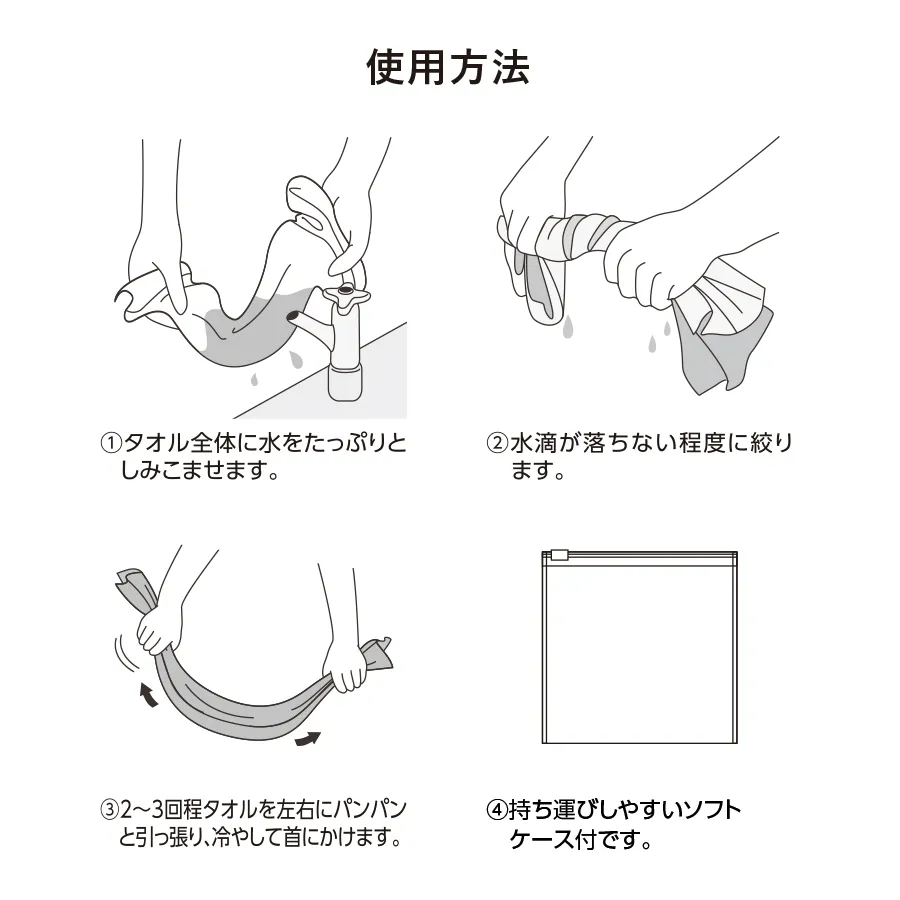 使用方法
①タオル全体に水をたっぷりと
しみこませます。
②水滴が落ちない程度に絞り
ます。
③2〜3回程タオルを左右にパンパン
と引っ張り、冷やして首にかけます。
④持ち運びしやすいソフト
ケース付です。